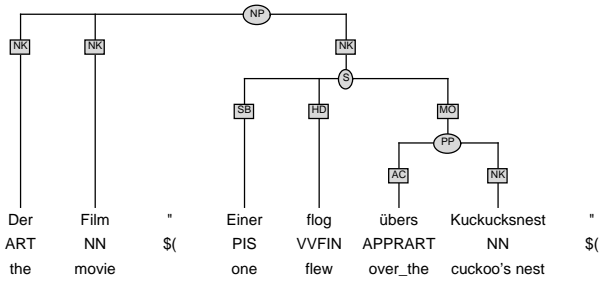 NP
NK NK NK
S
SB HD MO
PP
AC NK
Der Film " Einer flog übers Kuckucksnest "
ART NN $( PIS VVFIN APPRART NN $(
the movie one flew over_the cuckoo's nest